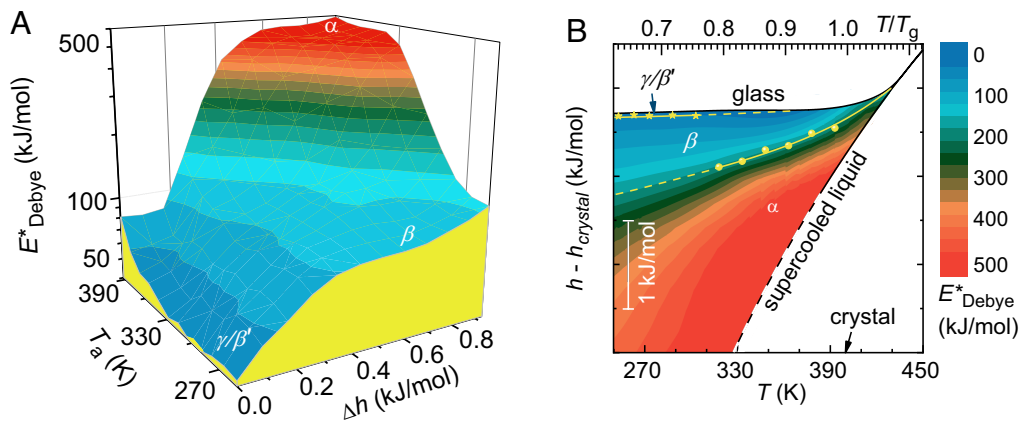 A
E*Debye (kJ/mol)
500
100
50
390
330
270
Ta (K)
0.0
0.2
0.4
0.6
0.8
Δh (kJ/mol)
α
β
γ/β'
B
0.7 0.8 0.9 1.0 T/Tg
γ/β'
glass
β
α
supercooled liquid
1 kJ/mol
crystal
h - hcrystal (kJ/mol)
270 330 390 450
T (K)
0
100
200
300
400
500
E*Debye
(kJ/mol)